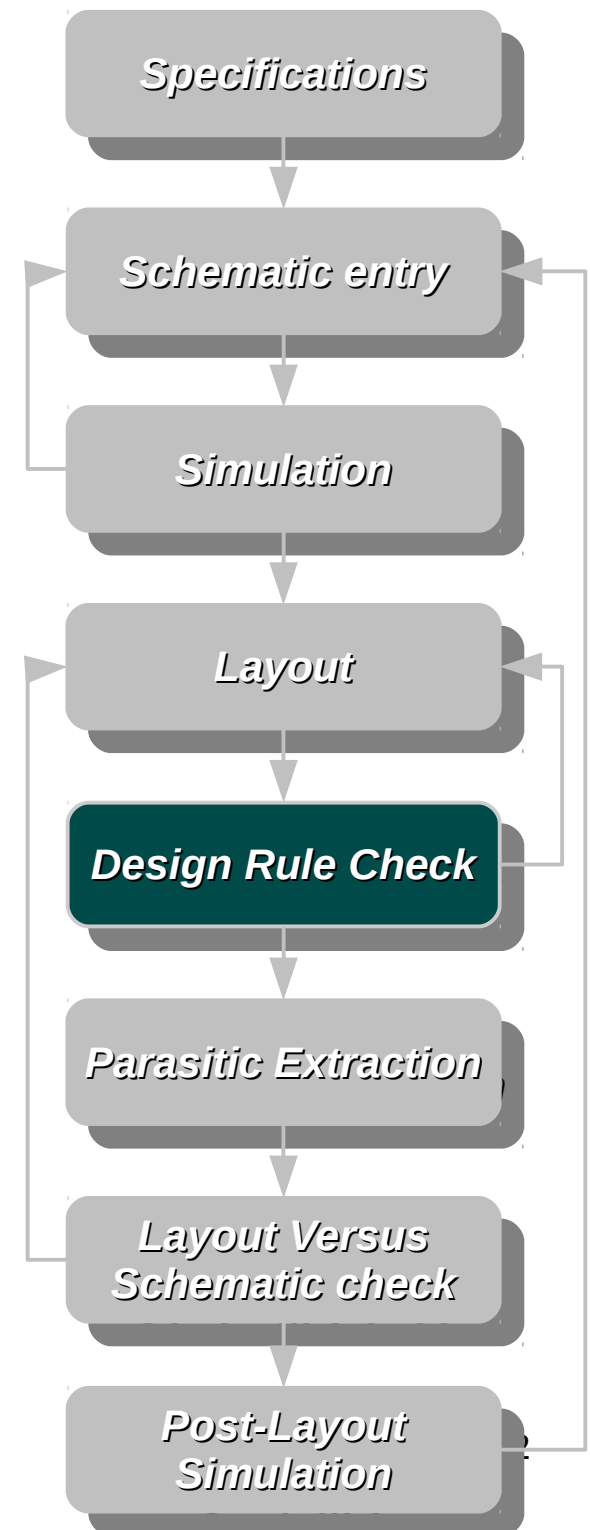 Specifications
Schematic entry
Simulation
Layout
Design Rule Check
Parasitic Extraction
Layout Versus
Schematic check
Post-Layout
Simulation